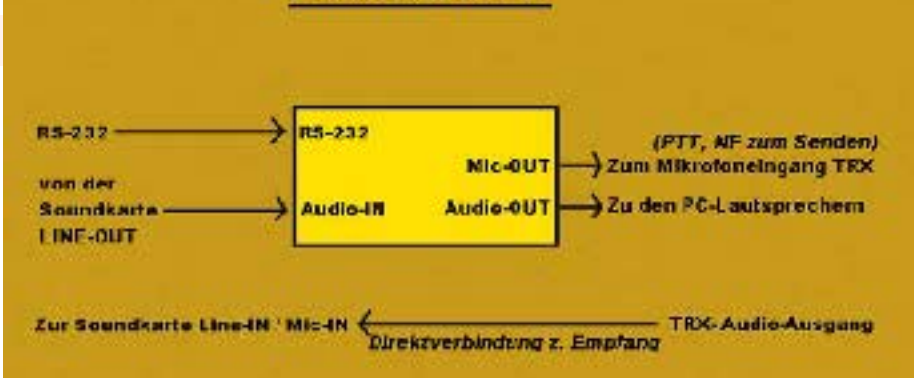 RS-232
RS-232
(PTT, NF zum Senden)
Mic-OUT
Zum Mikrofoneingang TRX
von der
Soundkarte
LINE-OUT
Audio-IN
Audio-OUT
Zu den PC-Lautsprechern
Zur Soundkarte Line-IN / Mic-IN
TRX-Audio-Ausgang
Direktverbindung z. Empfang